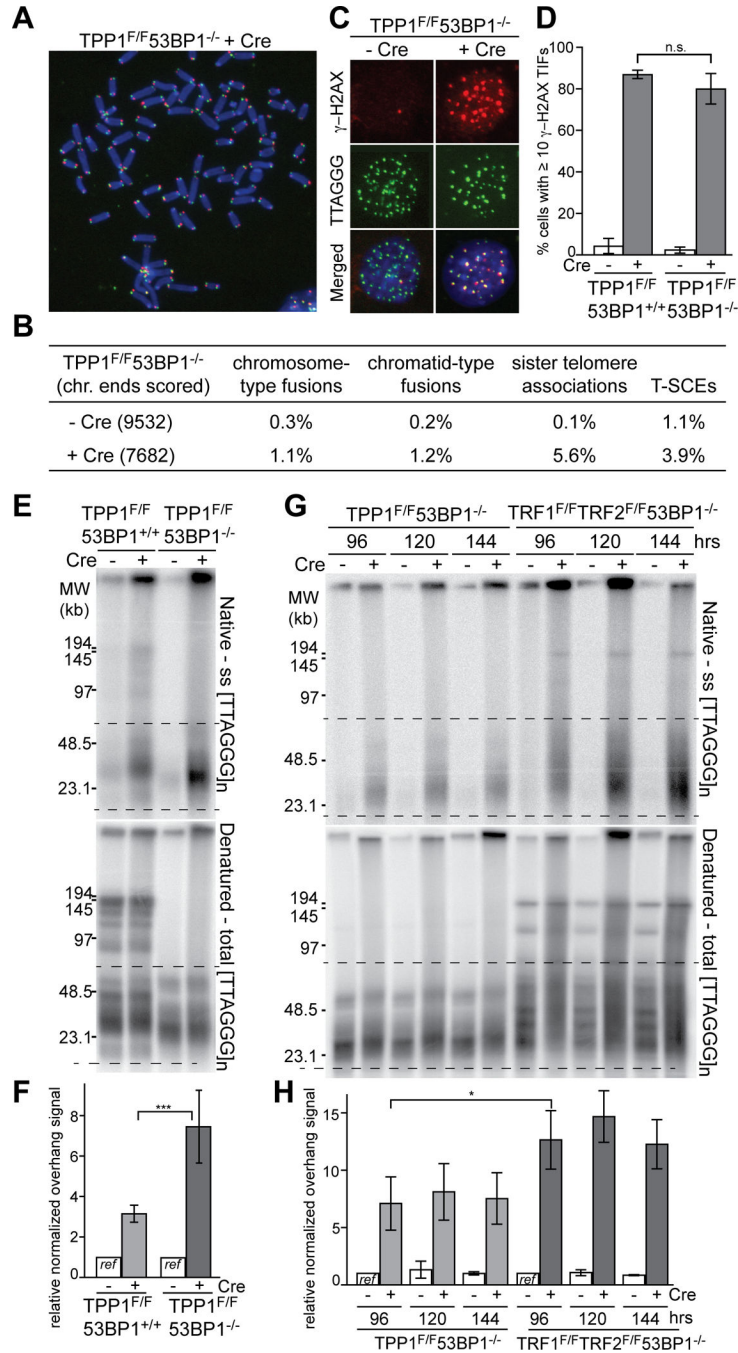 A
TPP1F/F53BP1-/- + Cre
C
TPP1F/F53BP1-/-
- Cre + Cre
γ-H2AX
TTAGGG
Merged
D
% cells with ≥ 10 γ-H2AX TIFs
100
80
60
40
20
0
n.s.
Cre - + - +
TPP1F/F TPP1F/F
53BP1+/+ 53BP1-/-
B
TPP1F/F53BP1-/- chromosome- chromatid-type sister telomere
(chr. ends scored) type fusions fusions associations T-SCEs
- Cre (9532) 0.3% 0.2% 0.1% 1.1%
+ Cre (7682) 1.1% 1.2% 5.6% 3.9%
E
TPP1F/F TPP1F/F
53BP1+/+ 53BP1-/-
Cre - + - +
MW
(kb)
194
145
97
48.5
23.1
Native - ss [TTAGGG]n
194
145
97
48.5
23.1
Denatured - total [TTAGGG]n
G
TPP1F/F53BP1-/- TRF1F/FTRF2F/F53BP1-/-
96 120 144 96 120 144 hrs
Cre - + - + - + - + - + - +
MW
(kb)
194
145
97
48.5
23.1
Native - ss [TTAGGG]n
194
145
97
48.5
23.1
Denatured - total [TTAGGG]n
F
relative normalized overhang signal
8
6
4
2
0
***
ref ref
- + - + Cre
TPP1F/F TPP1F/F
53BP1+/+ 53BP1-/-
H
relative normalized overhang signal
15
10
5
0
*
ref ref
- + - + - + - + - + - + Cre
96 120 144 96 120 144 hrs
TPP1F/F53BP1-/- TRF1F/FTRF2F/F53BP1-/-